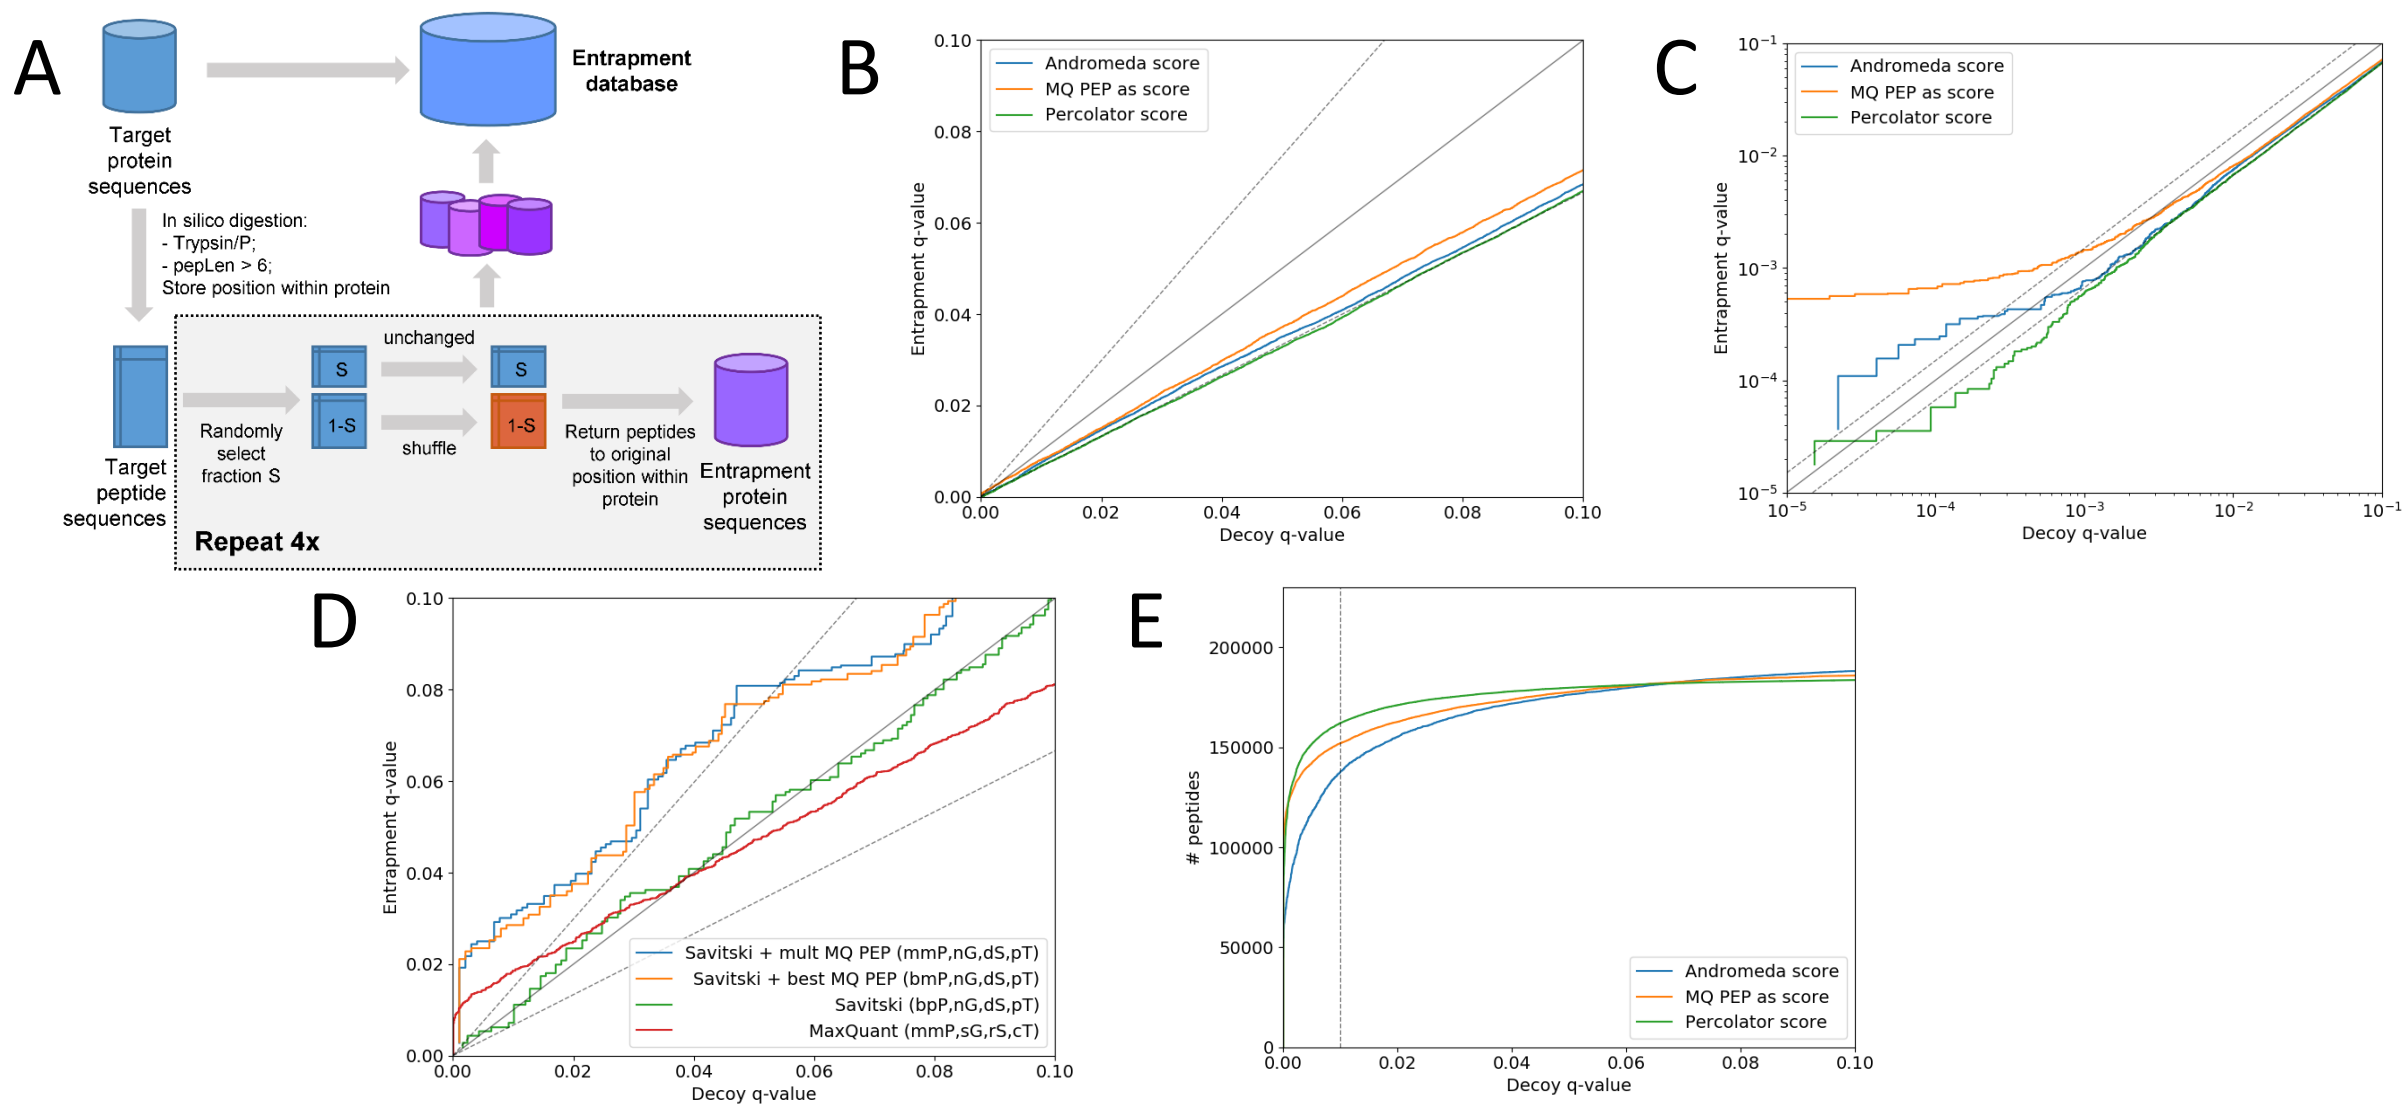 A
Target
protein
sequences
Entrapment
database
In silico digestion:
- Trypsin/P;
- pepLen > 6;
Store position within protein
Target
peptide
sequences
Randomly
select
fraction S
S
1-S
unchanged
shuffle
S
1-S
Return peptides
to original
position within
protein
Entrapment
protein
sequences
Repeat 4x
B
Andromeda score
MQ PEP as score
Percolator score
Entrapment q-value
0.10
0.08
0.06
0.04
0.02
0.00
0.00 0.02 0.04 0.06 0.08 0.10
Decoy q-value
C
Andromeda score
MQ PEP as score
Percolator score
Entrapment q-value
10⁻¹
10⁻²
10⁻³
10⁻⁴
10⁻⁵
10⁻⁵ 10⁻⁴ 10⁻³ 10⁻² 10⁻¹
Decoy q-value
D
Entrapment q-value
0.10
0.08
0.06
0.04
0.02
0.00
Savitski + mult MQ PEP (mmP,nG,dS,pT)
Savitski + best MQ PEP (bmP,nG,dS,pT)
Savitski (bpP,nG,dS,pT)
MaxQuant (mmP,sG,rS,cT)
0.00 0.02 0.04 0.06 0.08 0.10
Decoy q-value
E
# peptides
200000
150000
100000
50000
0
Andromeda score
MQ PEP as score
Percolator score
0.00 0.02 0.04 0.06 0.08 0.10
Decoy q-value